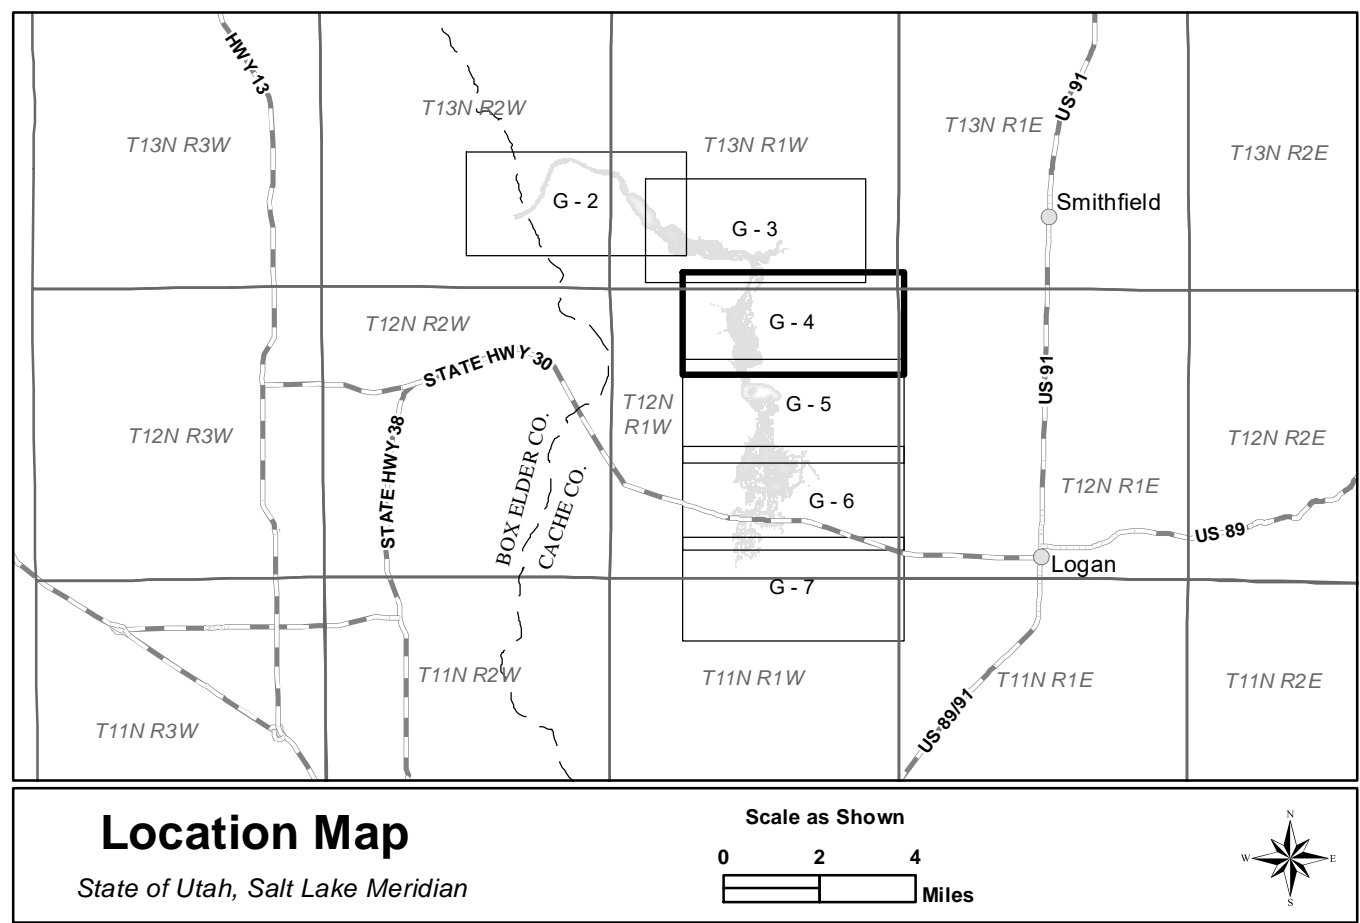 HWY 13
US 91
T13N R2W
T13N R1E
T13N R3W
T13N R1W
T13N R2E
G - 2
Smithfield
G - 3
T12N R2W
G - 4
STATE HWY 30
US 91
T12N
R1W
G - 5
STATE HWY 38
BOX ELDER CO.
CACHE CO.
T12N R3W
T12N R2E
T12N R1E
G - 6
US 89
Logan
G - 7
T11N R2W
T11N R1W
T11N R1E
T11N R2E
T11N R3W
US 89/91
Location Map
State of Utah, Salt Lake Meridian
Scale as Shown
0 2 4
Miles
N
W E
S